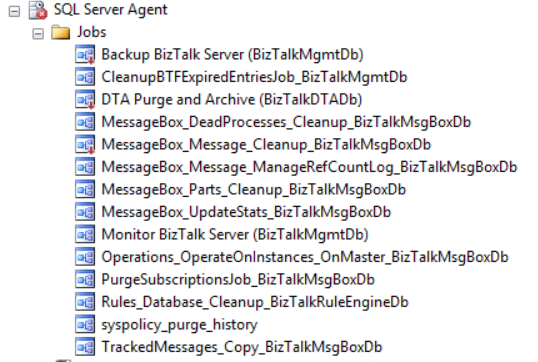 SQL Server Agent
Jobs
Backup BizTalk Server (BizTalkMgmtDb)
CleanupBTFExpiredEntriesJob_BizTalkMgmtDb
DTA Purge and Archive (BizTalkDTADb)
MessageBox_DeadProcesses_Cleanup_BizTalkMsgBoxDb
MessageBox_Message_Cleanup_BizTalkMsgBoxDb
MessageBox_Message_ManageRefCountLog_BizTalkMsgBoxDb
MessageBox_Parts_Cleanup_BizTalkMsgBoxDb
MessageBox_UpdateStats_BizTalkMsgBoxDb
Monitor BizTalk Server (BizTalkMgmtDb)
Operations_OperateOnInstances_OnMaster_BizTalkMsgBoxDb
PurgeSubscriptionsJob_BizTalkMsgBoxDb
Rules_Database_Cleanup_BizTalkRuleEngineDb
syspolicy_purge_history
TrackedMessages_Copy_BizTalkMsgBoxDb